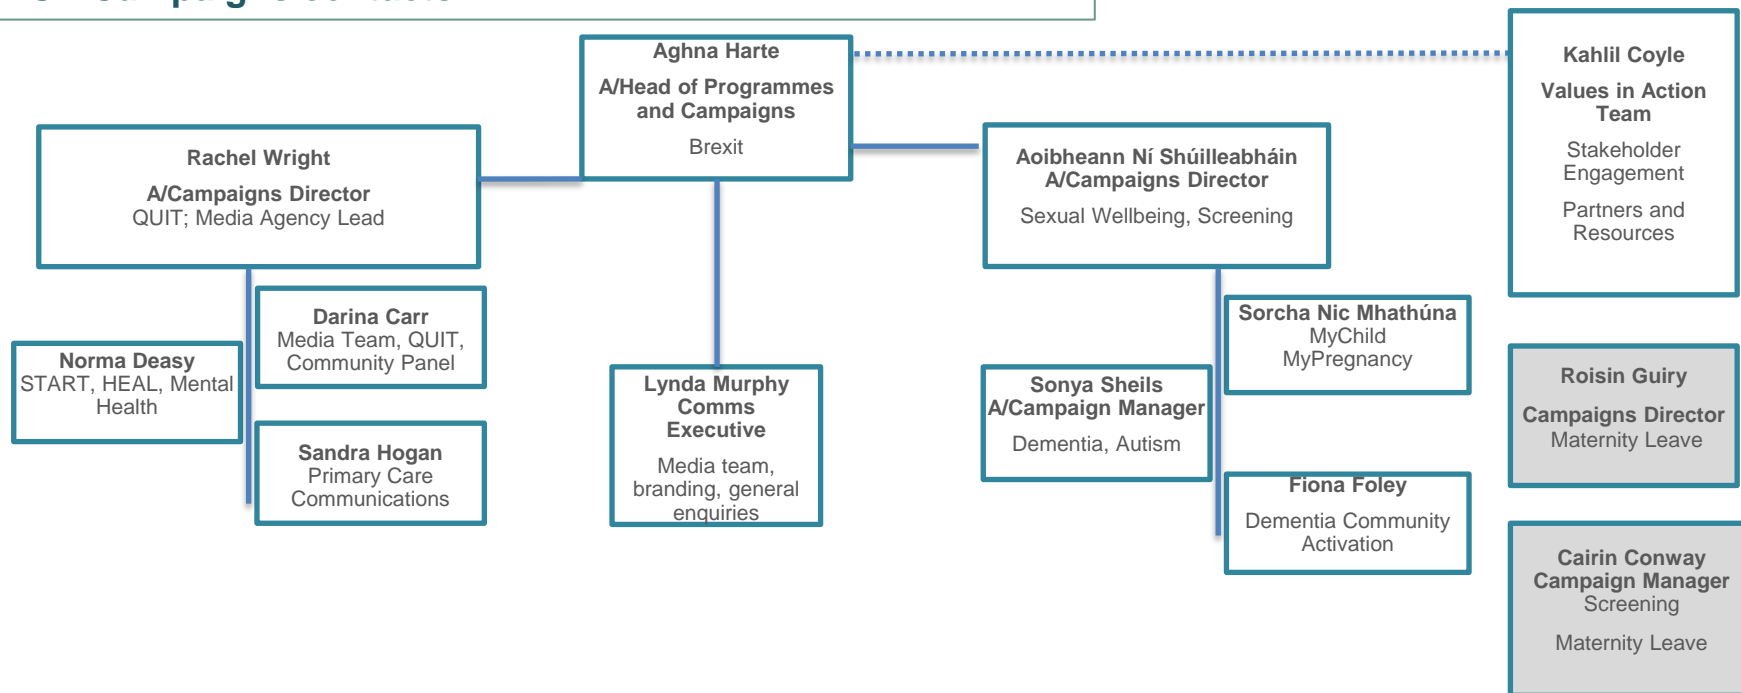 Campaigns contacts
Aghna Harte
A/Head of Programmes
and Campaigns
Brexit
Kahlil Coyle
Values in Action
Team
Stakeholder
Engagement
Partners and
Resources
Rachel Wright
A/Campaigns Director
QUIT; Media Agency Lead
Aoibheann Ní Shúilleabháin
A/Campaigns Director
Sexual Wellbeing, Screening
Darina Carr
Media Team, QUIT,
Community Panel
Norma Deasy
START, HEAL, Mental
Health
Sandra Hogan
Primary Care
Communications
Lynda Murphy
Comms
Executive
Media team,
branding, general
enquiries
Sorcha Nic Mhathúna
MyChild
MyPregnancy
Sonya Sheils
A/Campaign Manager
Dementia, Autism
Fiona Foley
Dementia Community
Activation
Roisin Guiry
Campaigns Director
Maternity Leave
Cairin Conway
Campaign Manager
Screening
Maternity Leave